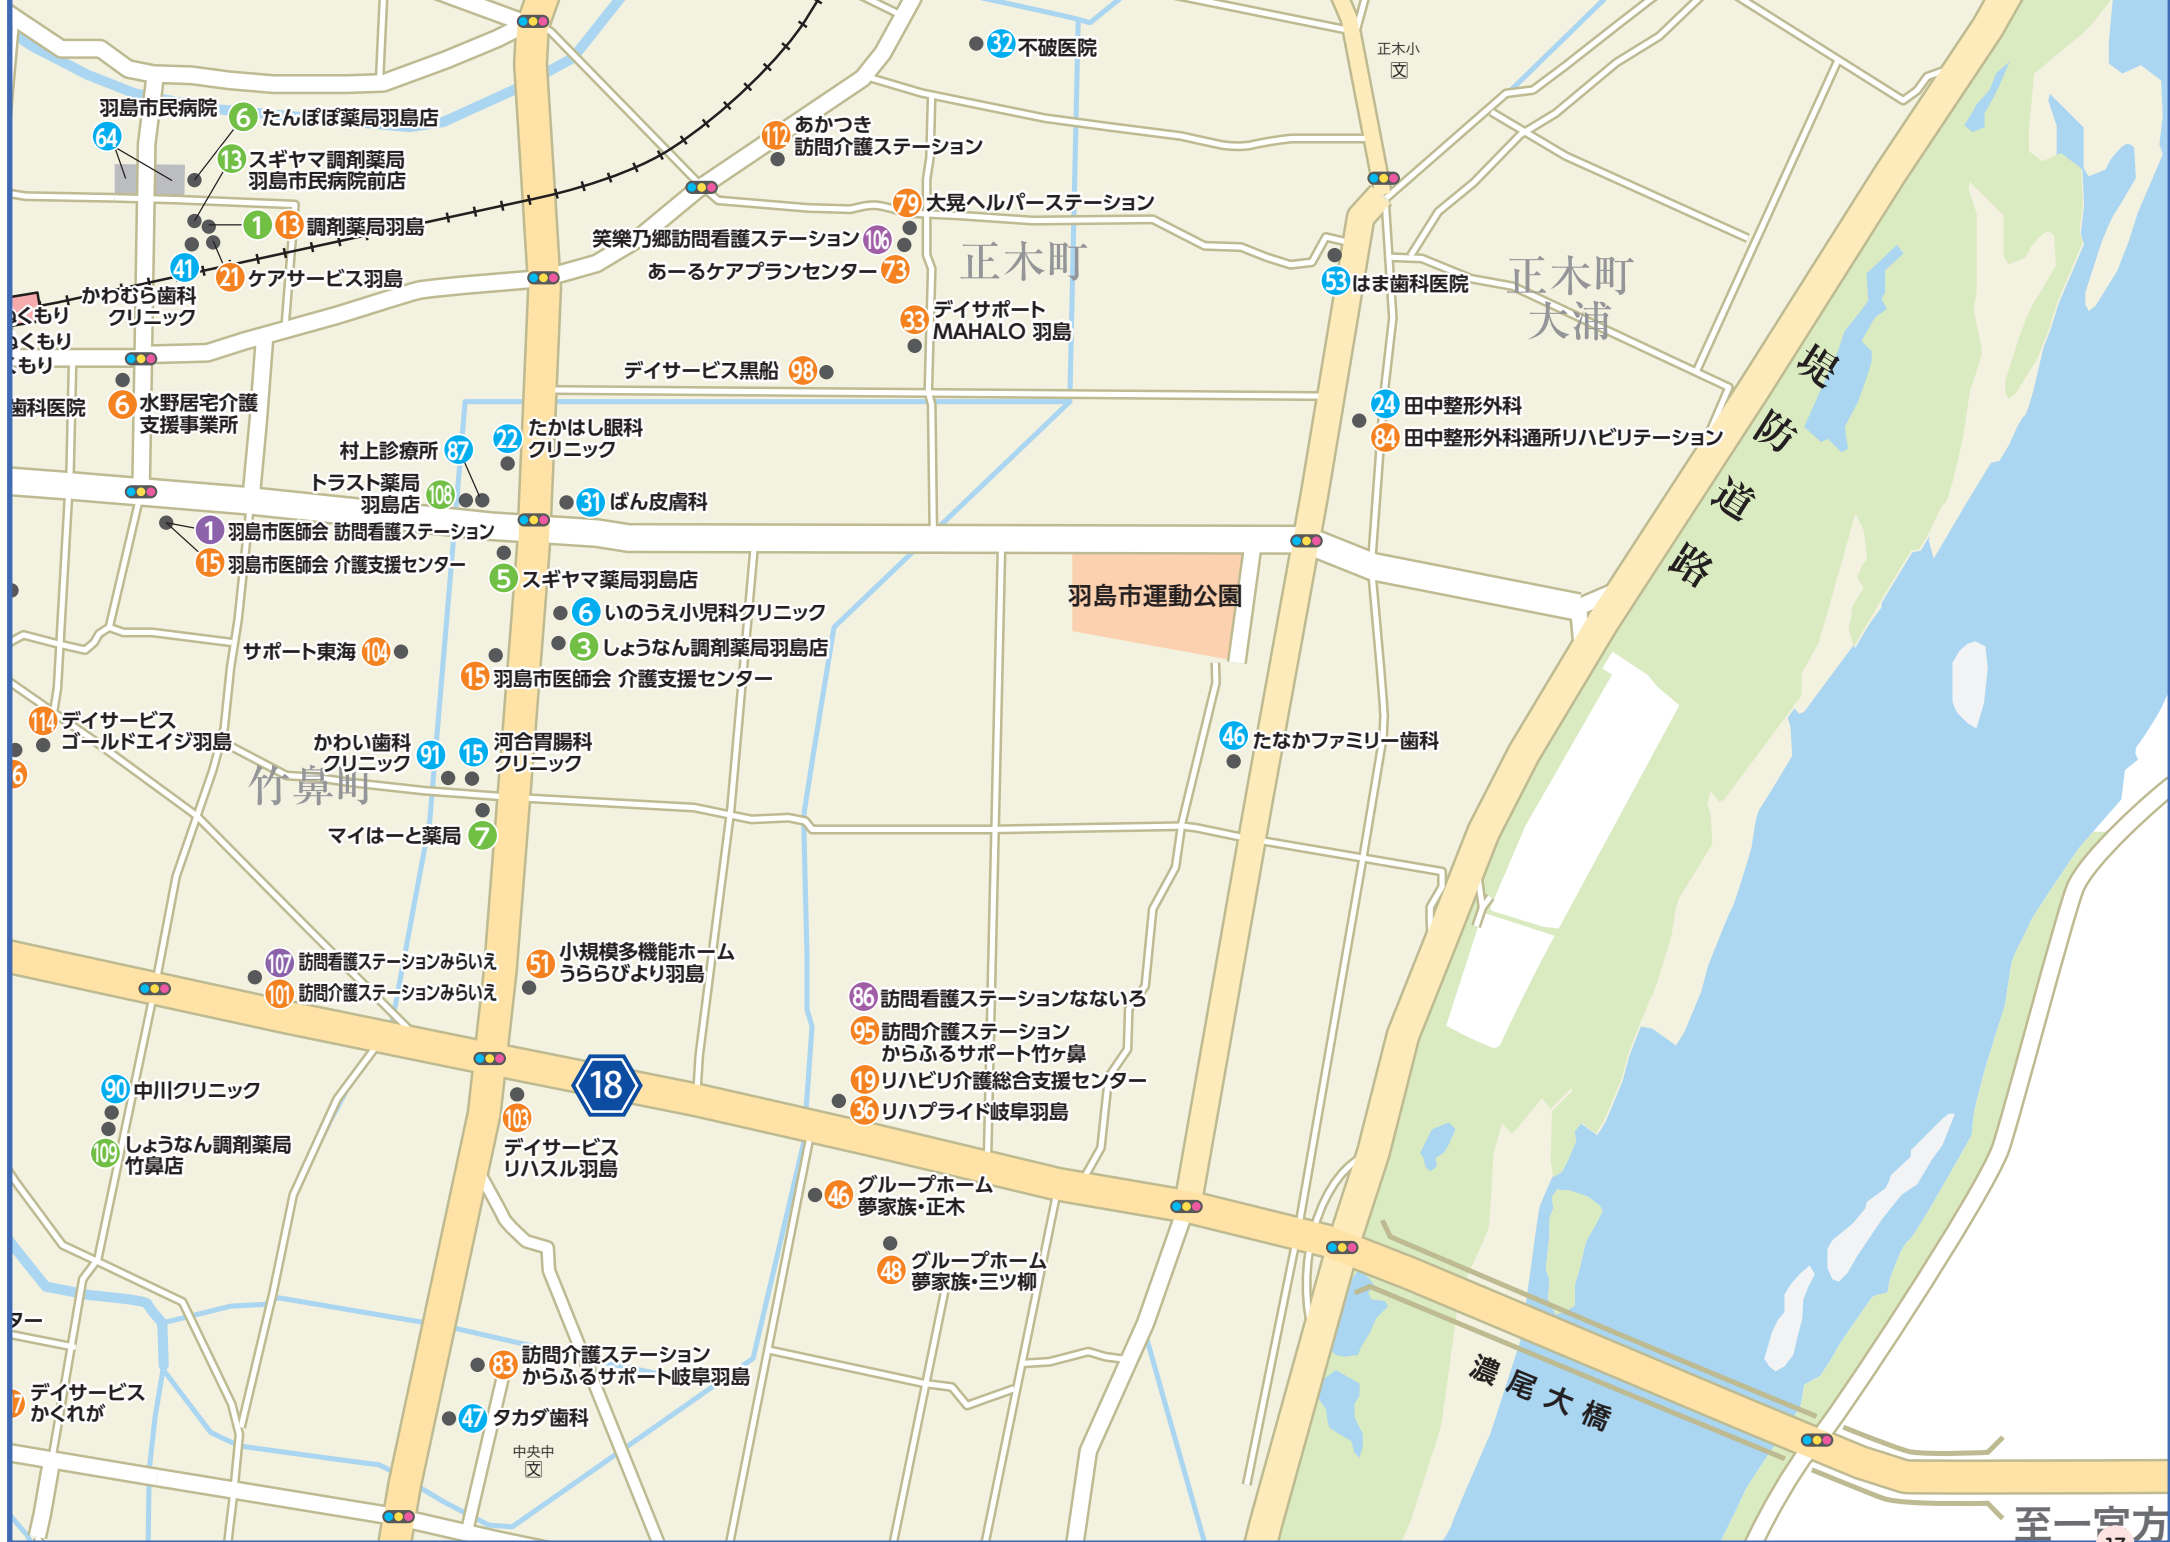 32 不破医院
正木小
文
羽島市民病院
64
6 たんぽぽ薬局羽島店
13 スギヤマ調剤薬局
羽島市民病院前店
112 あかつき
訪問介護ステーション
1 13 調剤薬局羽島
79 大晃ヘルパーステーション
笑樂乃郷訪問看護ステーション 106
あーるケアプランセンター 73
正木町
41
かわむら歯科
クリニック
21 ケアサービス羽島
53 はま歯科医院
正木町
大浦
くもり
くもり
くもり
33 デイサポート
MAHALO 羽島
デイサービス黒船 98
堤防道路
歯科医院
6 水野居宅介護
支援事業所
24 田中整形外科
84 田中整形外科通所リハビリテーション
22 たかはし眼科
クリニック
村上診療所 87
トラスト薬局
羽島店 108
31 ばん皮膚科
1 羽島市医師会 訪問看護ステーション
15 羽島市医師会 介護支援センター
5 スギヤマ薬局羽島店
羽島市運動公園
6 いのうえ小児科クリニック
3 しょうなん調剤薬局羽島店
サポート東海 104
15 羽島市医師会 介護支援センター
114 デイサービス
ゴールドエイジ羽島
6
かわい歯科
クリニック 91
15 河合胃腸科
クリニック
46 たなかファミリー歯科
竹鼻町
マイはーと薬局 7
107 訪問看護ステーションみらいえ
101 訪問介護ステーションみらいえ
51 小規模多機能ホーム
うららびより羽島
86 訪問看護ステーションなないろ
95 訪問介護ステーション
からふるサポート竹ヶ鼻
19 リハビリ介護総合支援センター
36 リハプライド岐阜羽島
18
90 中川クリニック
109 しょうなん調剤薬局
竹鼻店
103
デイサービス
リハスル羽島
46 グループホーム
夢家族・正木
48 グループホーム
夢家族・三ツ柳
ター
83 訪問介護ステーション
からふるサポート岐阜羽島
7 デイサービス
かくれが
47 タカダ歯科
中央中
文
濃尾大橋
至一宮方
17